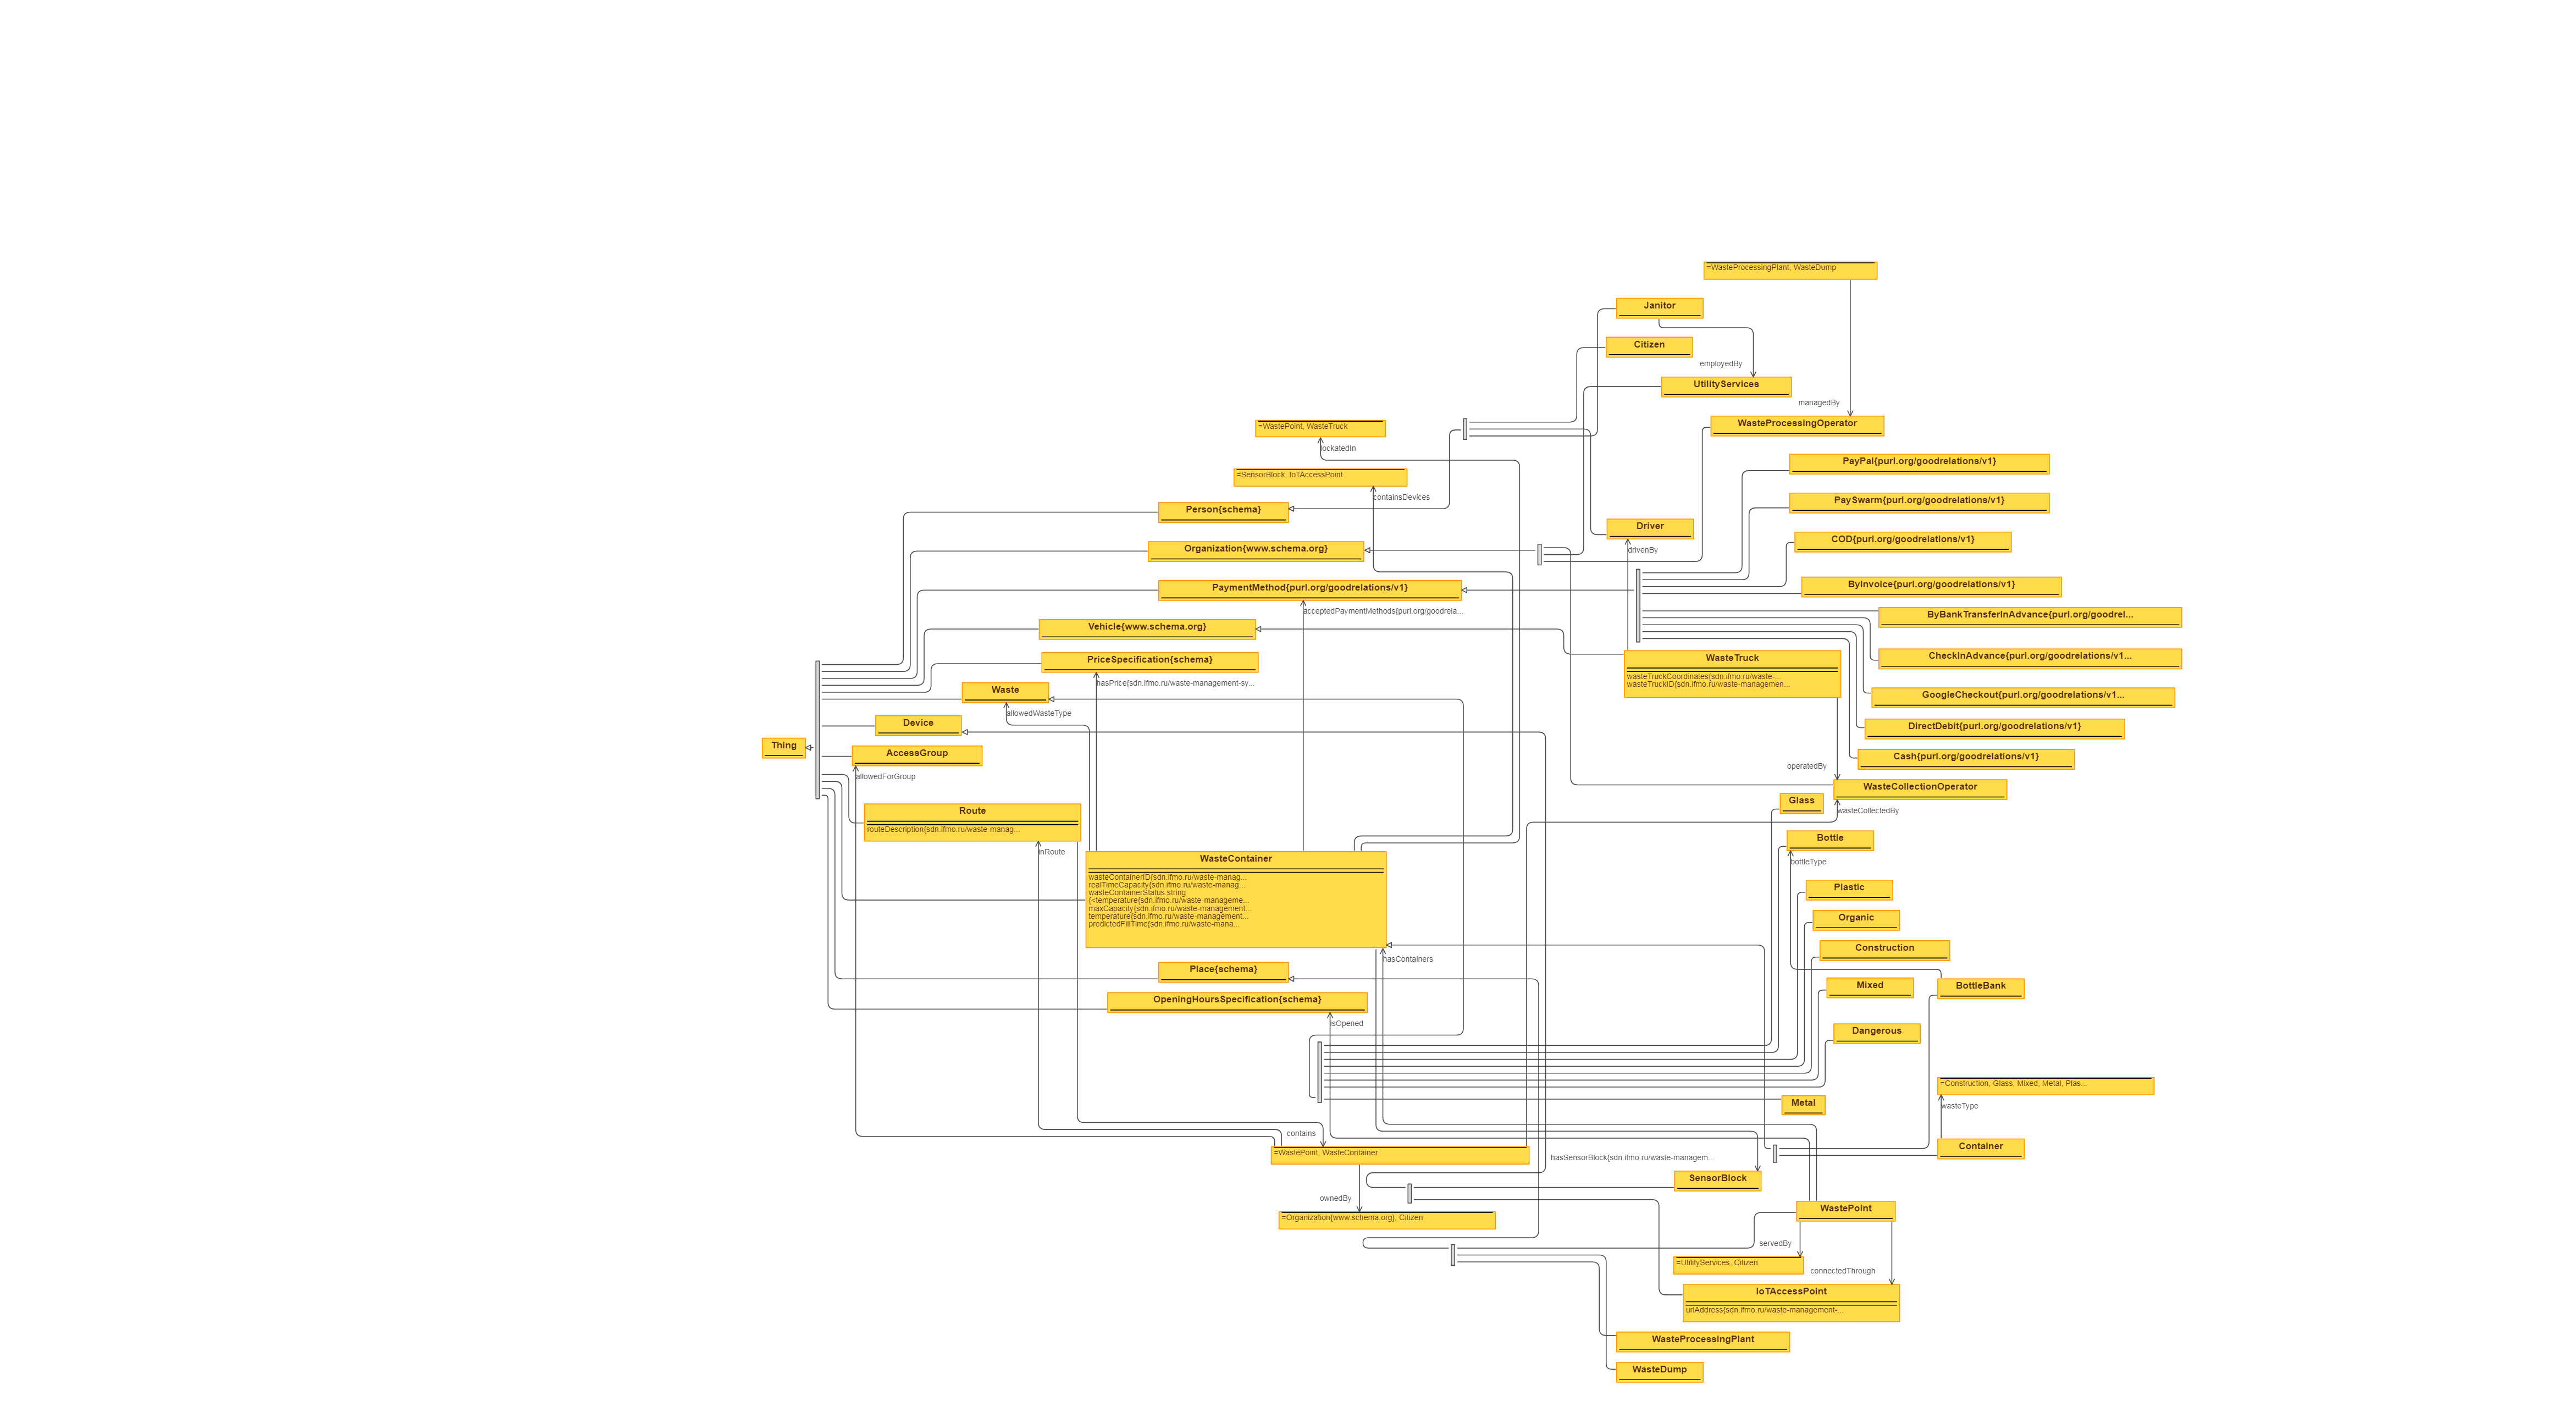 =WasteProcessingPlant, WasteDump
Janitor
Citizen
employedBy
UtilityServices
managedBy
WasteProcessingOperator
=WastePoint, WasteTruck
lockatedIn
=SensorBlock, IoTAccessPoint
containsDevices
PayPal{purl.org/goodrelations/v1}
PaySwarm{purl.org/goodrelations/v1}
Person{schema}
Driver
drivenBy
COD{purl.org/goodrelations/v1}
Organization{www.schema.org}
PaymentMethod{purl.org/goodrelations/v1}
acceptedPaymentMethods{purl.org/goodrela...
ByInvoice{purl.org/goodrelations/v1}
ByBankTransferInAdvance{purl.org/goodrel...
Vehicle{www.schema.org}
CheckInAdvance{purl.org/goodrelations/v1...
PriceSpecification{schema}
hasPrice{sdn.ifmo.ru/waste-management-sy...
WasteTruck
wasteTruckCoordinates{sdn.ifmo.ru/waste-...
wasteTruckID{sdn.ifmo.ru/waste-managemen...
GoogleCheckout{purl.org/goodrelations/v1...
Waste
allowedWasteType
Device
DirectDebit{purl.org/goodrelations/v1}
Thing
AccessGroup
allowedForGroup
Cash{purl.org/goodrelations/v1}
operatedBy
WasteCollectionOperator
Glass
wasteCollectedBy
Route
routeDescription{sdn.ifmo.ru/waste-manag...
inRoute
Bottle
bottleType
WasteContainer
wasteContainerID{sdn.ifmo.ru/waste-manag...
realTimeCapacity{sdn.ifmo.ru/waste-manag...
wasteContainerStatus:string
{<temperature{sdn.ifmo.ru/waste-manageme...
maxCapacity{sdn.ifmo.ru/waste-management...
temperature{sdn.ifmo.ru/waste-management...
predictedFillTime{sdn.ifmo.ru/waste-mana...
Plastic
Organic
Construction
hasContainers
Place{schema}
Mixed
BottleBank
OpeningHoursSpecification{schema}
isOpened
Dangerous
=Construction, Glass, Mixed, Metal, Plas...
wasteType
Metal
contains
Container
=WastePoint, WasteContainer
hasSensorBlock{sdn.ifmo.ru/waste-managem...
SensorBlock
ownedBy
WastePoint
=Organization{www.schema.org}, Citizen
servedBy
=UtilityServices, Citizen
connectedThrough
IoTAccessPoint
urlAddress{sdn.ifmo.ru/waste-management-...
WasteProcessingPlant
WasteDump